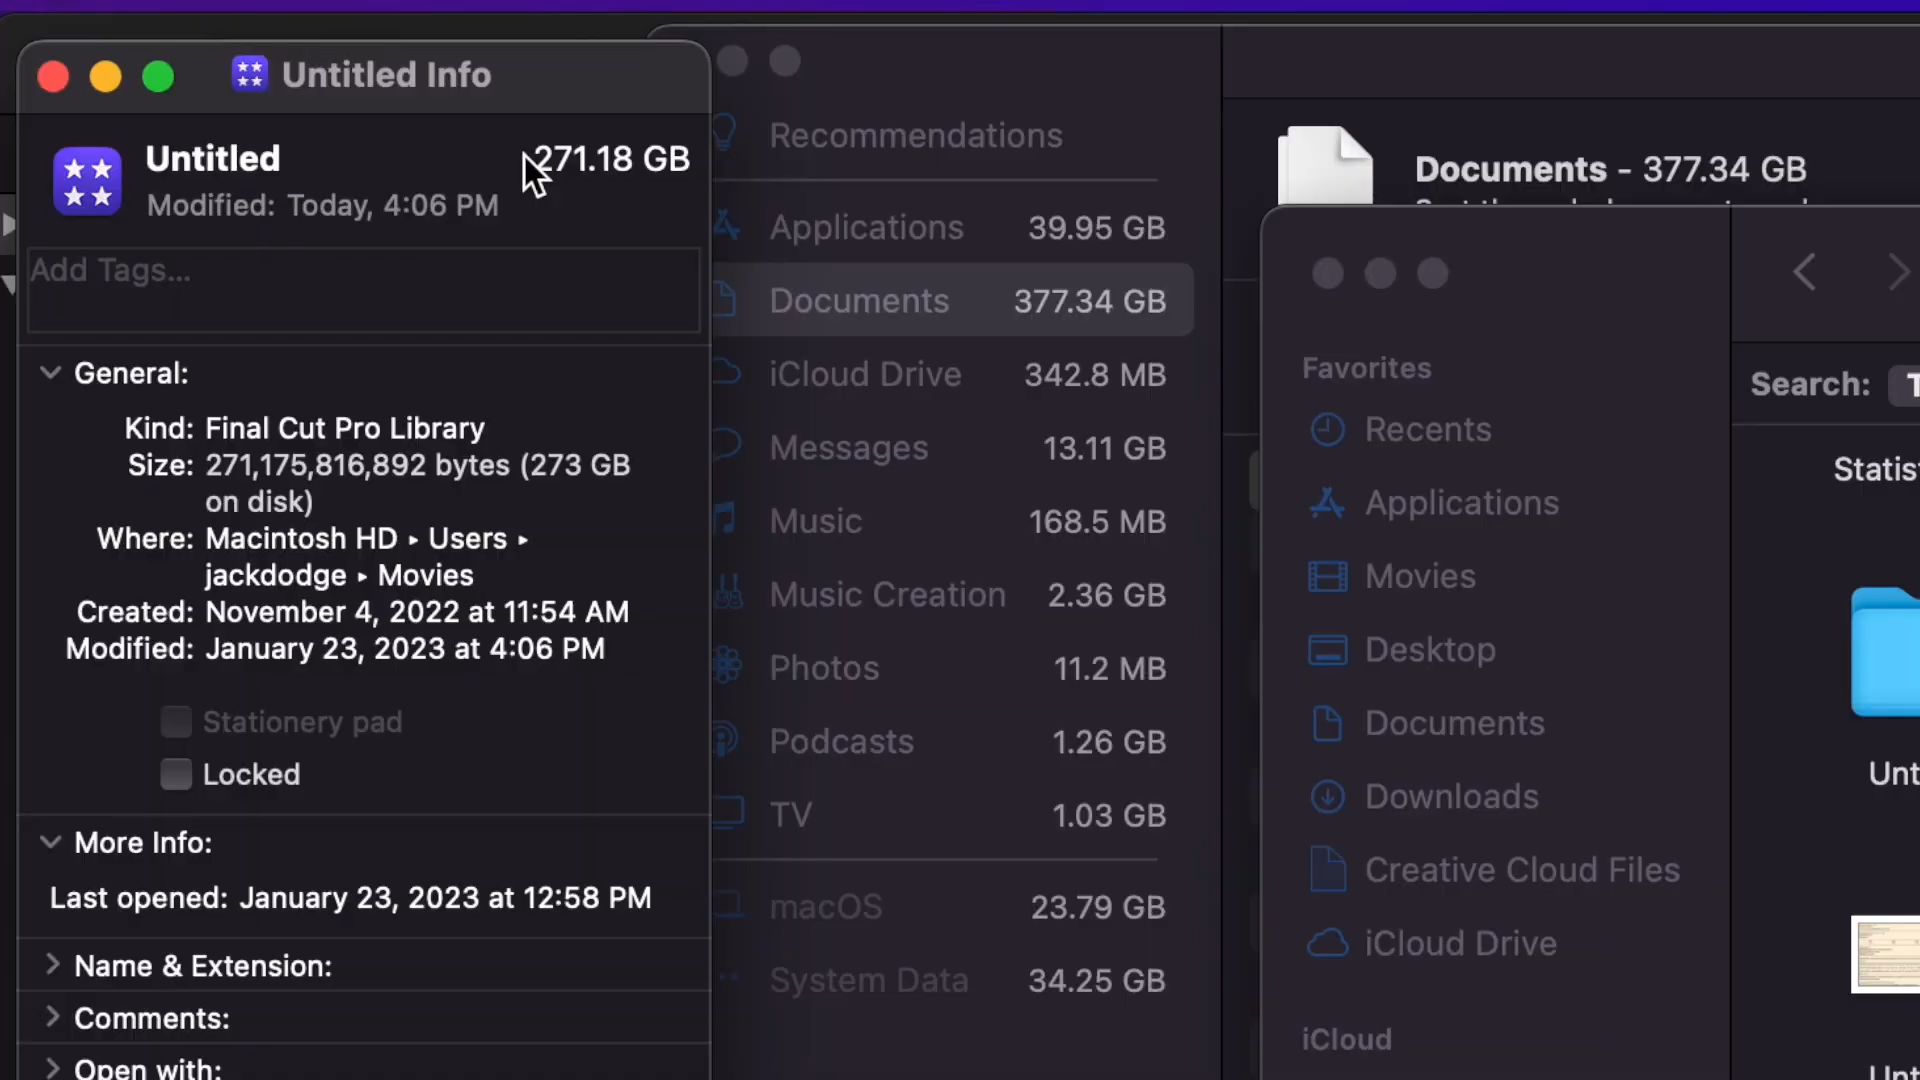 Untitled Info
Untitled 271.18 GB
Modified: Today, 4:06 PM
Add Tags...
General:
Kind: Final Cut Pro Library
Size: 271,175,816,892 bytes (273 GB
on disk)
Where: Macintosh HD ▸ Users ▸
jackdodge ▸ Movies
Created: November 4, 2022 at 11:54 AM
Modified: January 23, 2023 at 4:06 PM
Stationery pad
Locked
More Info:
Last opened: January 23, 2023 at 12:58 PM
Name & Extension:
Comments:
Open with:
Recommendations
Applications 39.95 GB
Documents 377.34 GB
iCloud Drive 342.8 MB
Messages 13.11 GB
Music 168.5 MB
Music Creation 2.36 GB
Photos 11.2 MB
Podcasts 1.26 GB
TV 1.03 GB
macOS 23.79 GB
System Data 34.25 GB
Documents - 377.34 GB
Favorites
Recents
Applications
Movies
Desktop
Documents
Downloads
Creative Cloud Files
iCloud Drive
iCloud
Search:
Statis
Unt
Unt